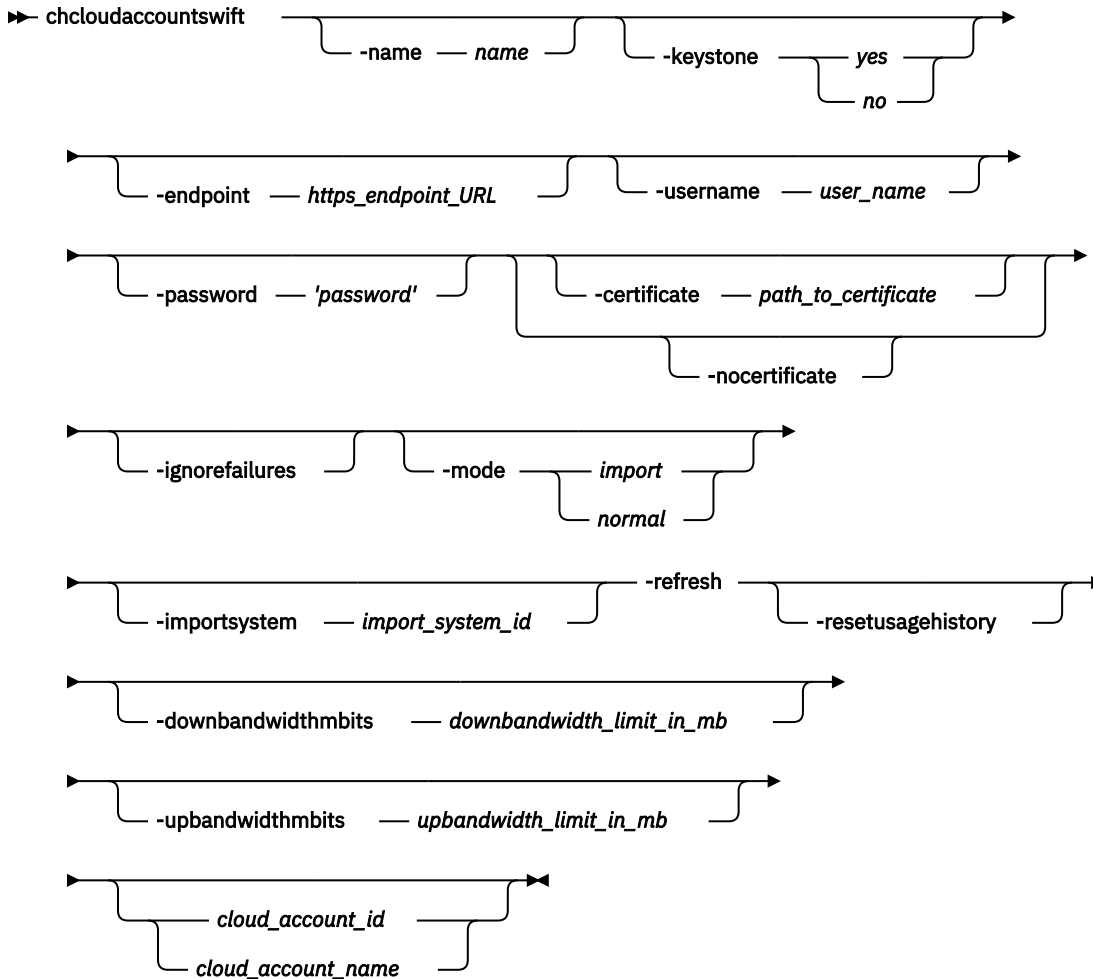 chcloudaccountswift -name name -keystone yes
no
-endpoint https_endpoint_URL -username user_name
-password 'password' -certificate path_to_certificate
-nocertificate
-ignorefailures -mode import
normal
-refresh
-importsystem import_system_id -resetusagehistory
-downbandwidthmbits downbandwidth_limit_in_mb
-upbandwidthmbits upbandwidth_limit_in_mb
cloud_account_id
cloud_account_name